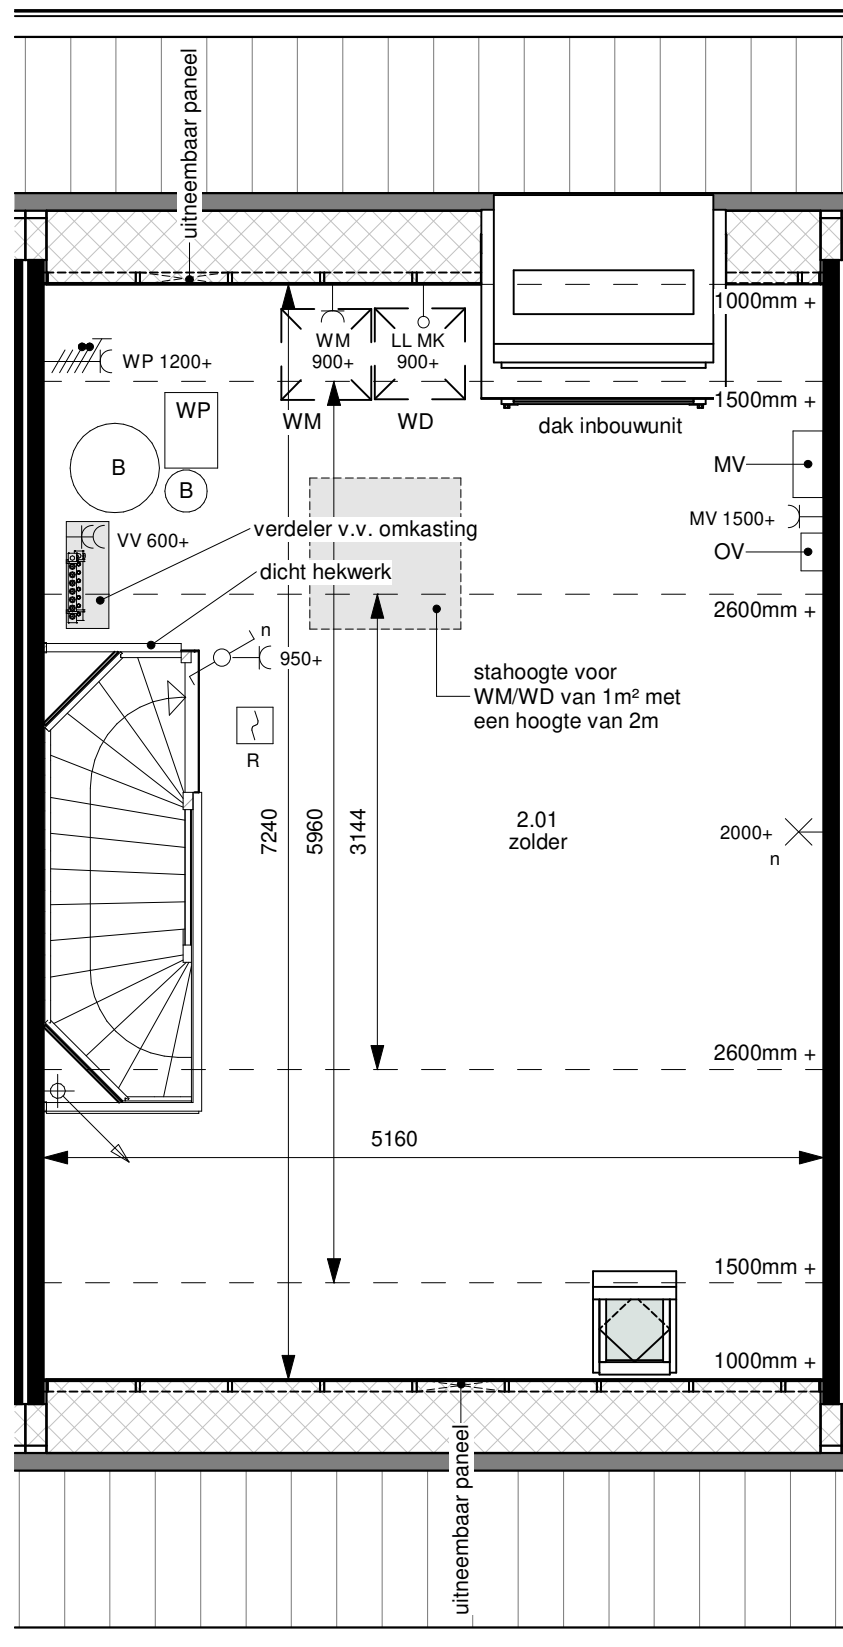 uitneembaar paneel
1000mm +
WM
900+
LL MK
900+
WP 1200+
1500mm +
WP
WM
WD
dak inbouwunit
B
B
MV
MV 1500+
VV 600+
verdeler v.v. omkasting
OV
dicht hekwerk
2600mm +
n
950+
stahoogte voor
WM/WD van 1m² met
een hoogte van 2m
R
7240
5960
3144
2.01
zolder
2000+
n
2600mm +
5160
1500mm +
1000mm +
uitneembaar paneel